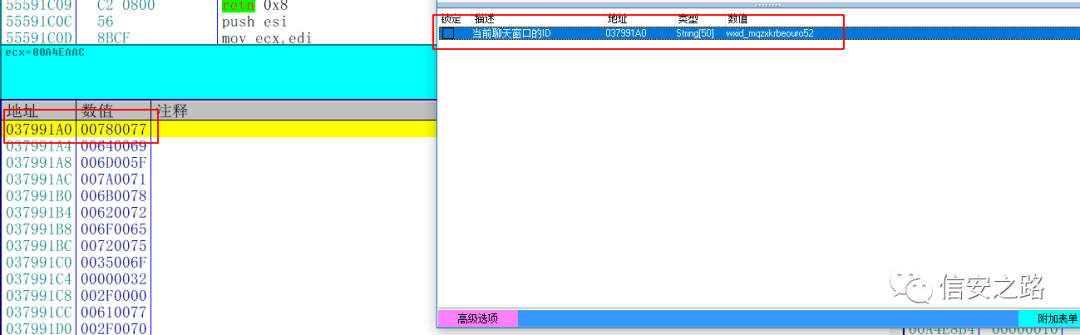 55591C09 C2 0800 retn 0x8
55591C0C 56 push esi
55591C0D 8BCF mov ecx,edi
ecx=00A4EAAC
地址 数值 注释
037991A0 00780077
037991A4 00640069
037991A8 006D005F
037991AC 007A0071
037991B0 006B0078
037991B4 00620072
037991B8 006F0065
037991BC 00720075
037991C0 0035006F
037991C4 00000032
037991C8 002F0000
037991CC 00610077
037991D0 002F0070
锁定 描述 地址 类型 数值
当前聊天窗口的ID 037991A0 String[50] wxid_mqzxkrbeouro52
信安之路
高级选项 附加表单
00A4E8B4 00000010